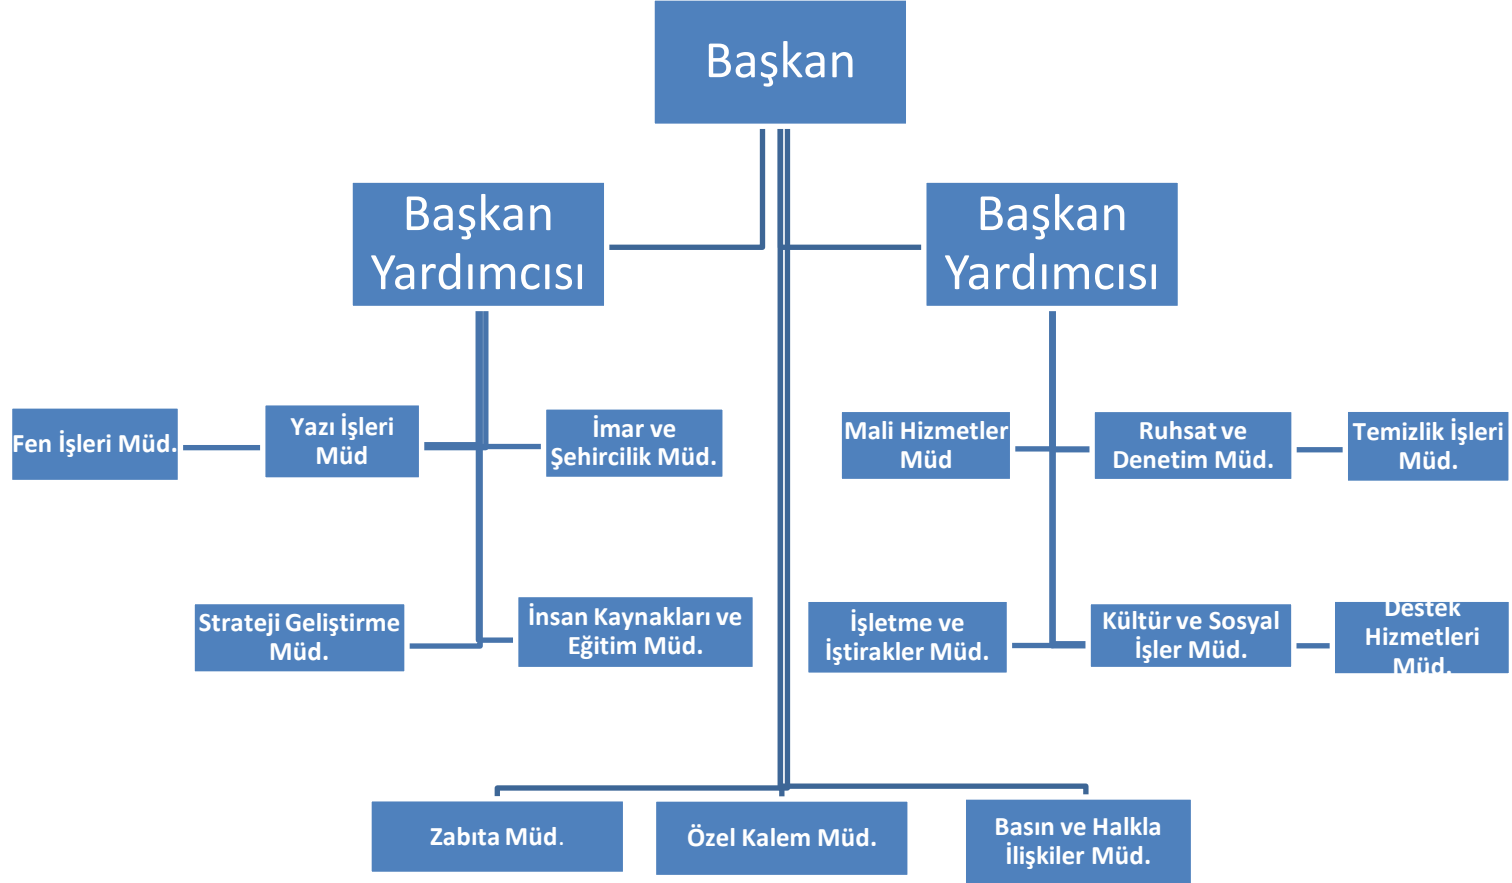 Başkan
Başkan
Yardımcısı
Başkan
Yardımcısı
Fen İşleri Müd.
Yazı İşleri
Müd
İmar ve
Şehircilik Müd.
Mali Hizmetler
Müd
Ruhsat ve
Denetim Müd.
Temizlik İşleri
Müd.
Strateji Geliştirme
Müd.
İnsan Kaynakları ve
Eğitim Müd.
İşletme ve
İştirakler Müd.
Kültür ve Sosyal
İşler Müd.
Destek
Hizmetleri
Müd.
Zabıta Müd.
Özel Kalem Müd.
Basın ve Halkla
İlişkiler Müd.